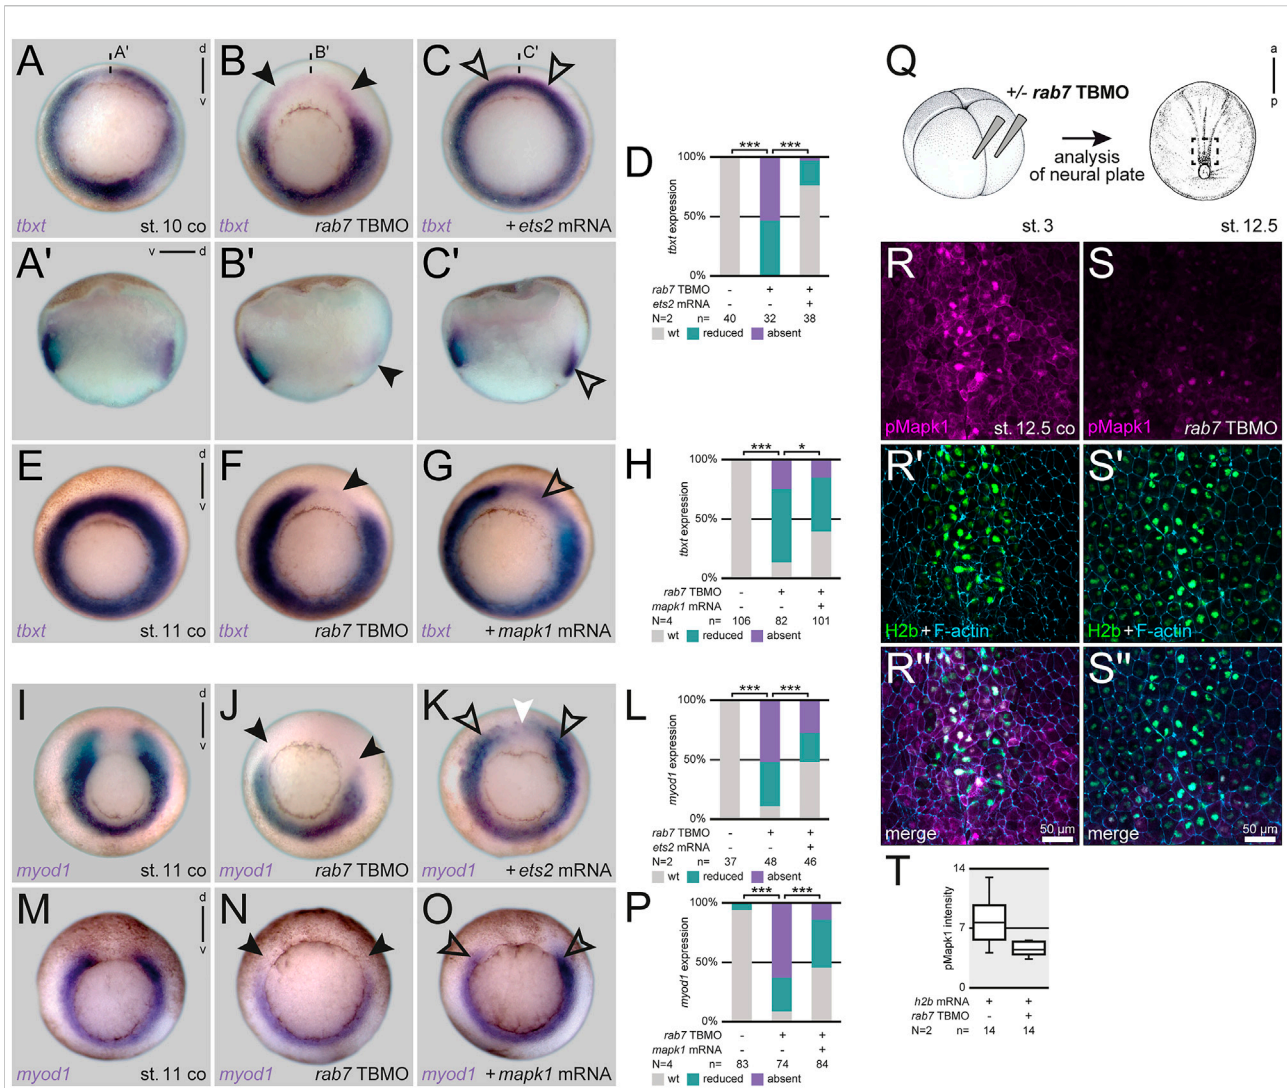 A
A'
d
v
tbxt
st. 10 co
B
B'
tbxt
rab7 TBMO
C
C'
tbxt
+ ets2 mRNA
A'
v
d
B'
C'
D
***
***
100%
50%
0%
tbxt expression
rab7 TBMO - + +
ets2 mRNA - - +
N=2 n= 40 32 38
wt reduced absent
E
d
v
tbxt
st. 11 co
F
tbxt
rab7 TBMO
G
tbxt
+ mapk1 mRNA
H
***
*
100%
50%
0%
tbxt expression
rab7 TBMO - + +
mapk1 mRNA - - +
N=4 n= 106 82 101
wt reduced absent
I
d
v
myod1
st. 11 co
J
myod1
rab7 TBMO
K
myod1
+ ets2 mRNA
L
***
***
100%
50%
0%
myod1 expression
rab7 TBMO - + +
ets2 mRNA - - +
N=2 n= 37 48 46
wt reduced absent
M
d
v
myod1
st. 11 co
N
myod1
rab7 TBMO
O
myod1
+ mapk1 mRNA
P
***
***
100%
50%
0%
myod1 expression
rab7 TBMO - + +
mapk1 mRNA - - +
N=4 n= 83 74 84
wt reduced absent
Q
+/- rab7 TBMO
analysis
of neural plate
a
p
st. 3
st. 12.5
R
pMapk1
st. 12.5 co
S
pMapk1
rab7 TBMO
R'
H2b + F-actin
S'
H2b + F-actin
R''
merge
50 µm
S''
merge
50 µm
T
14
7
0
pMapk1 intensity
h2b mRNA + +
rab7 TBMO - +
N=2 n= 14 14